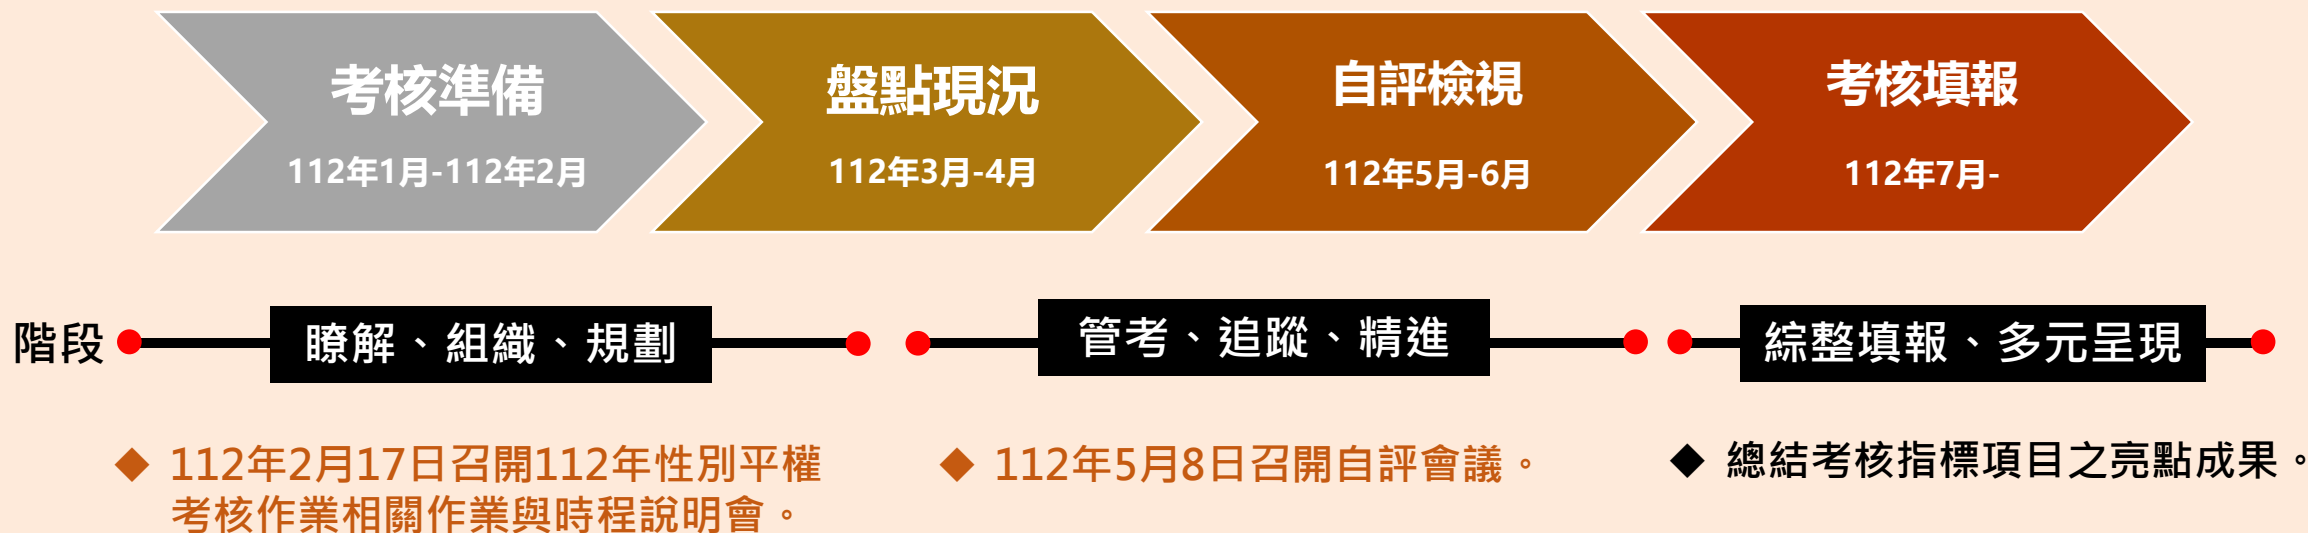 考核準備
112年1月-112年2月
盤點現況
112年3月-4月
自評檢視
112年5月-6月
考核填報
112年7月-
階段
瞭解、組織、規劃
管考、追蹤、精進
綜整填報、多元呈現
◆ 112年2月17日召開112年性別平權
考核作業相關作業與時程說明會。
◆ 112年5月8日召開自評會議。
◆ 總結考核指標項目之亮點成果。